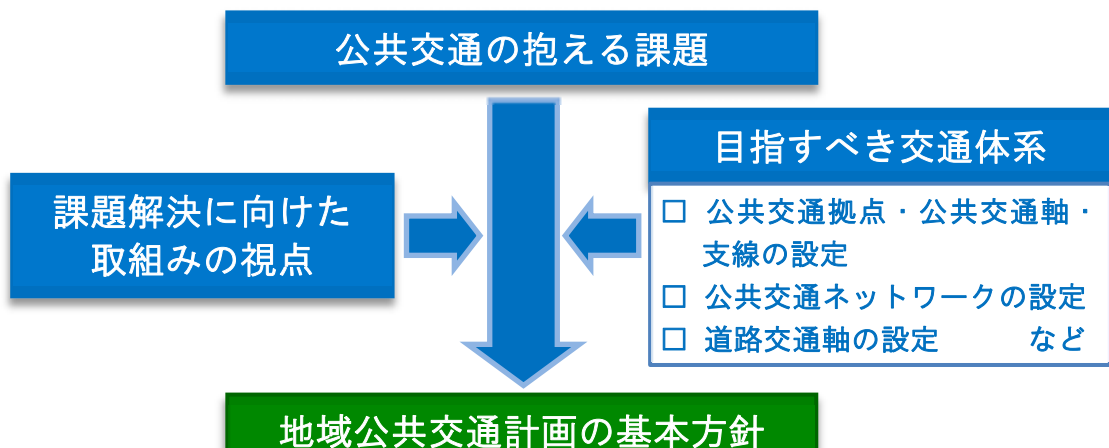 公共交通の抱える課題
目指すべき交通体系
課題解決に向けた
取組みの視点
□ 公共交通拠点・公共交通軸・
支線の設定
□ 公共交通ネットワークの設定
□ 道路交通軸の設定 など
地域公共交通計画の基本方針